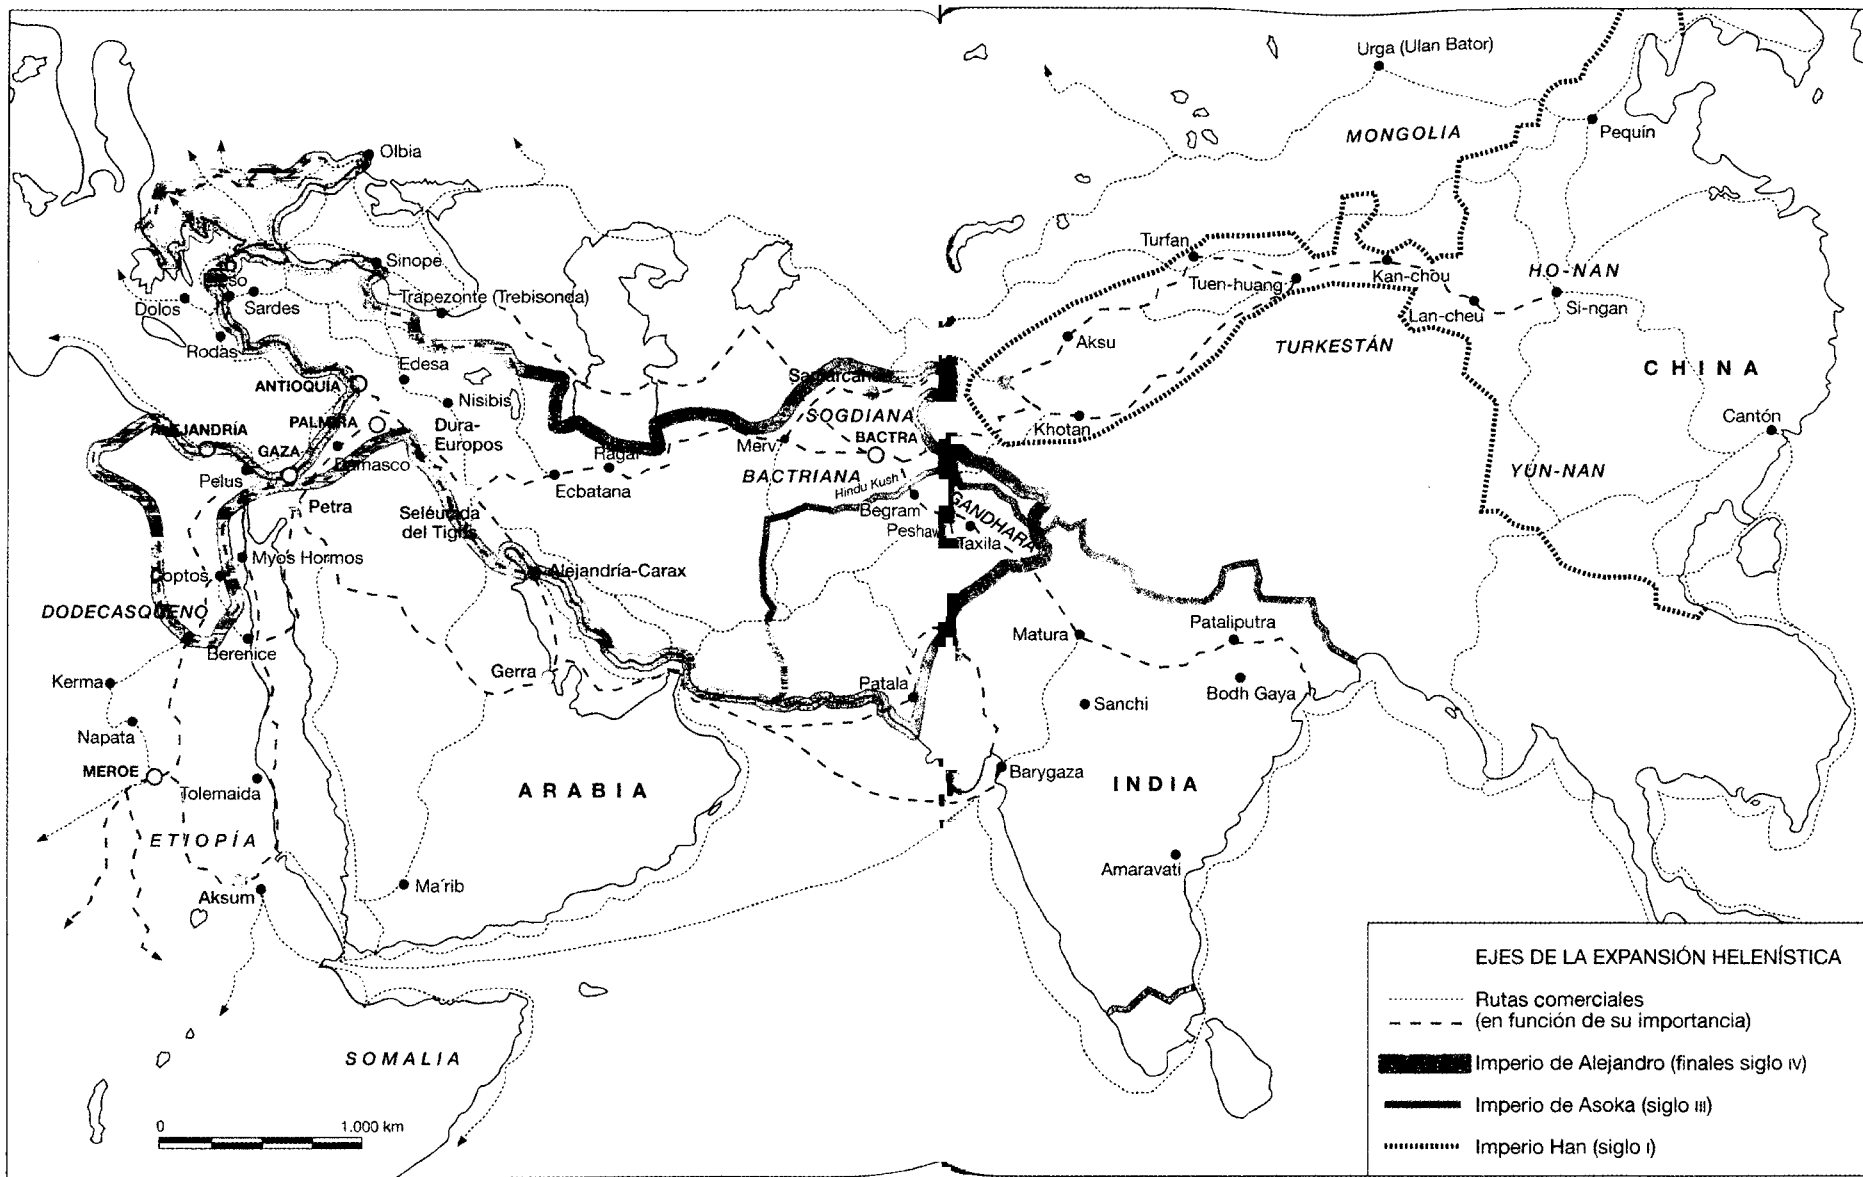 Urga (Ulan Bator)
MONGOLIA
Pequín
Olbia
Turfan
Tuen-huang
Kan-chou
HO-NAN
Sinope
Trapezonte (Trebisonda)
Dolos
Sardes
Lan-cheu
Si-ngan
Rodas
Edesa
Aksu
TURKESTÁN
CHINA
ANTIOQUÍA
Nisibis
SOGDIANA
PALMIRA
Dura-
Europos
Merv
BACTRA
Khotan
Cantón
ALEJANDRÍA
GAZA
Damasco
Ragai
Pelus
Ecbatana
BACTRIANA
Hindu Kush
YUN-NAN
Petra
Seleucida
del Tigris
Begram
GANDHARA
Peshaw
Taxila
Myos Hormos
Coptos
Alejandría-Carax
DODECASQUENO
Berenice
Matura
Pataliputra
Kerma
Gerra
Patala
Sanchi
Bodh Gaya
Napata
MEROE
Tolemaida
ARABIA
Barygaza
INDIA
ETIOPÍA
Amaravati
Aksum
Ma'rib
SOMALIA
0 1.000 km
EJES DE LA EXPANSIÓN HELENÍSTICA
Rutas comerciales
(en función de su importancia)
Imperio de Alejandro (finales siglo IV)
Imperio de Asoka (siglo III)
Imperio Han (siglo I)